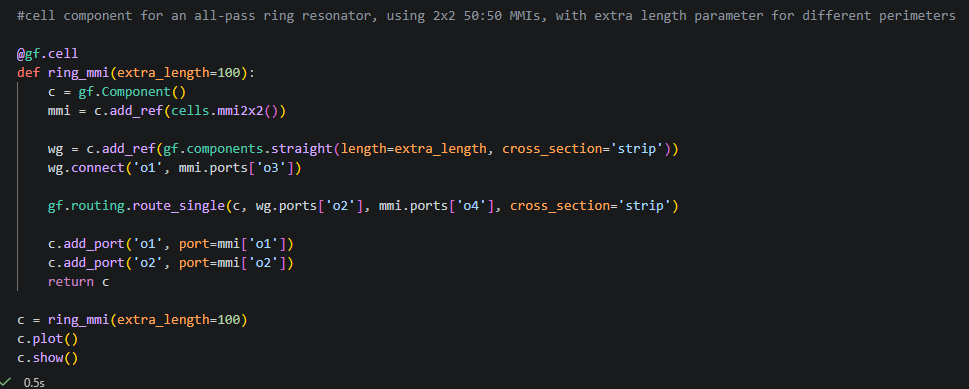 #cell component for an all-pass ring resonator, using 2x2 50:50 MMIs, with extra length parameter for different perimeters
@gf.cell
def ring_mmi(extra_length=100):
    c = gf.Component()
    mmi = c.add_ref(cells.mmi2x2())
    wg = c.add_ref(gf.components.straight(length=extra_length, cross_section='strip'))
    wg.connect('o1', mmi.ports['o3'])
    gf.routing.route_single(c, wg.ports['o2'], mmi.ports['o4'], cross_section='strip')
    c.add_port('o1', port=mmi['o1'])
    c.add_port('o2', port=mmi['o2'])
    return c
c = ring_mmi(extra_length=100)
c.plot()
c.show()
0.5s